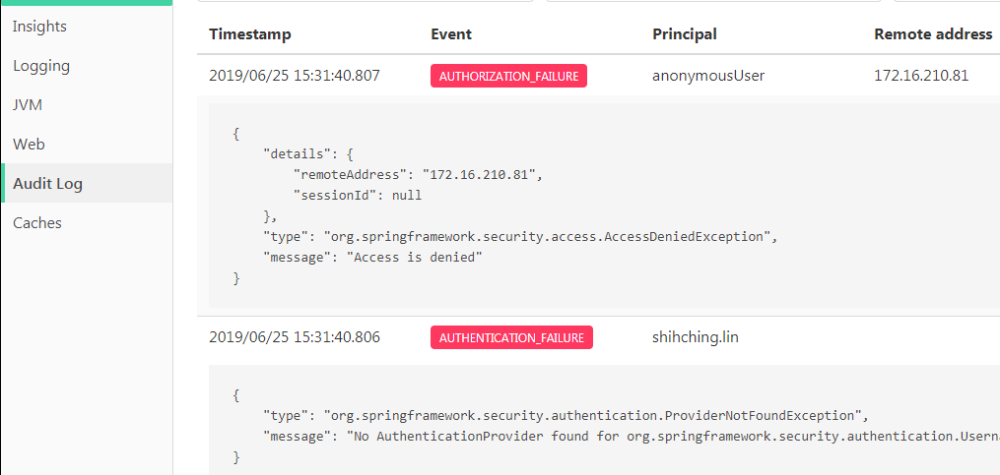 Insights
Logging
JVM
Web
Audit Log
Caches
Timestamp Event Principal Remote address
2019/06/25 15:31:40.807 AUTHORIZATION_FAILURE anonymousUser 172.16.210.81
{
"details": {
"remoteAddress": "172.16.210.81",
"sessionId": null
},
"type": "org.springframework.security.access.AccessDeniedException",
"message": "Access is denied"
}
2019/06/25 15:31:40.806 AUTHENTICATION_FAILURE shihching.lin
{
"type": "org.springframework.security.authentication.ProviderNotFoundException",
"message": "No AuthenticationProvider found for org.springframework.security.authentication.Usern
}